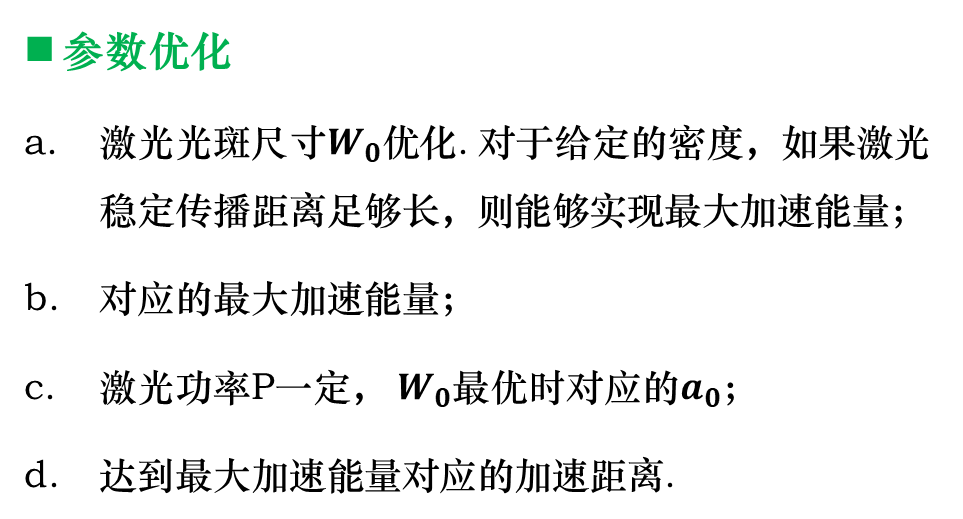 ■ 参数优化
a. 激光光斑尺寸W₀优化. 对于给定的密度，如果激光
稳定传播距离足够长，则能够实现最大加速能量；
b. 对应的最大加速能量；
c. 激光功率P一定， W₀最优时对应的a₀；
d. 达到最大加速能量对应的加速距离.